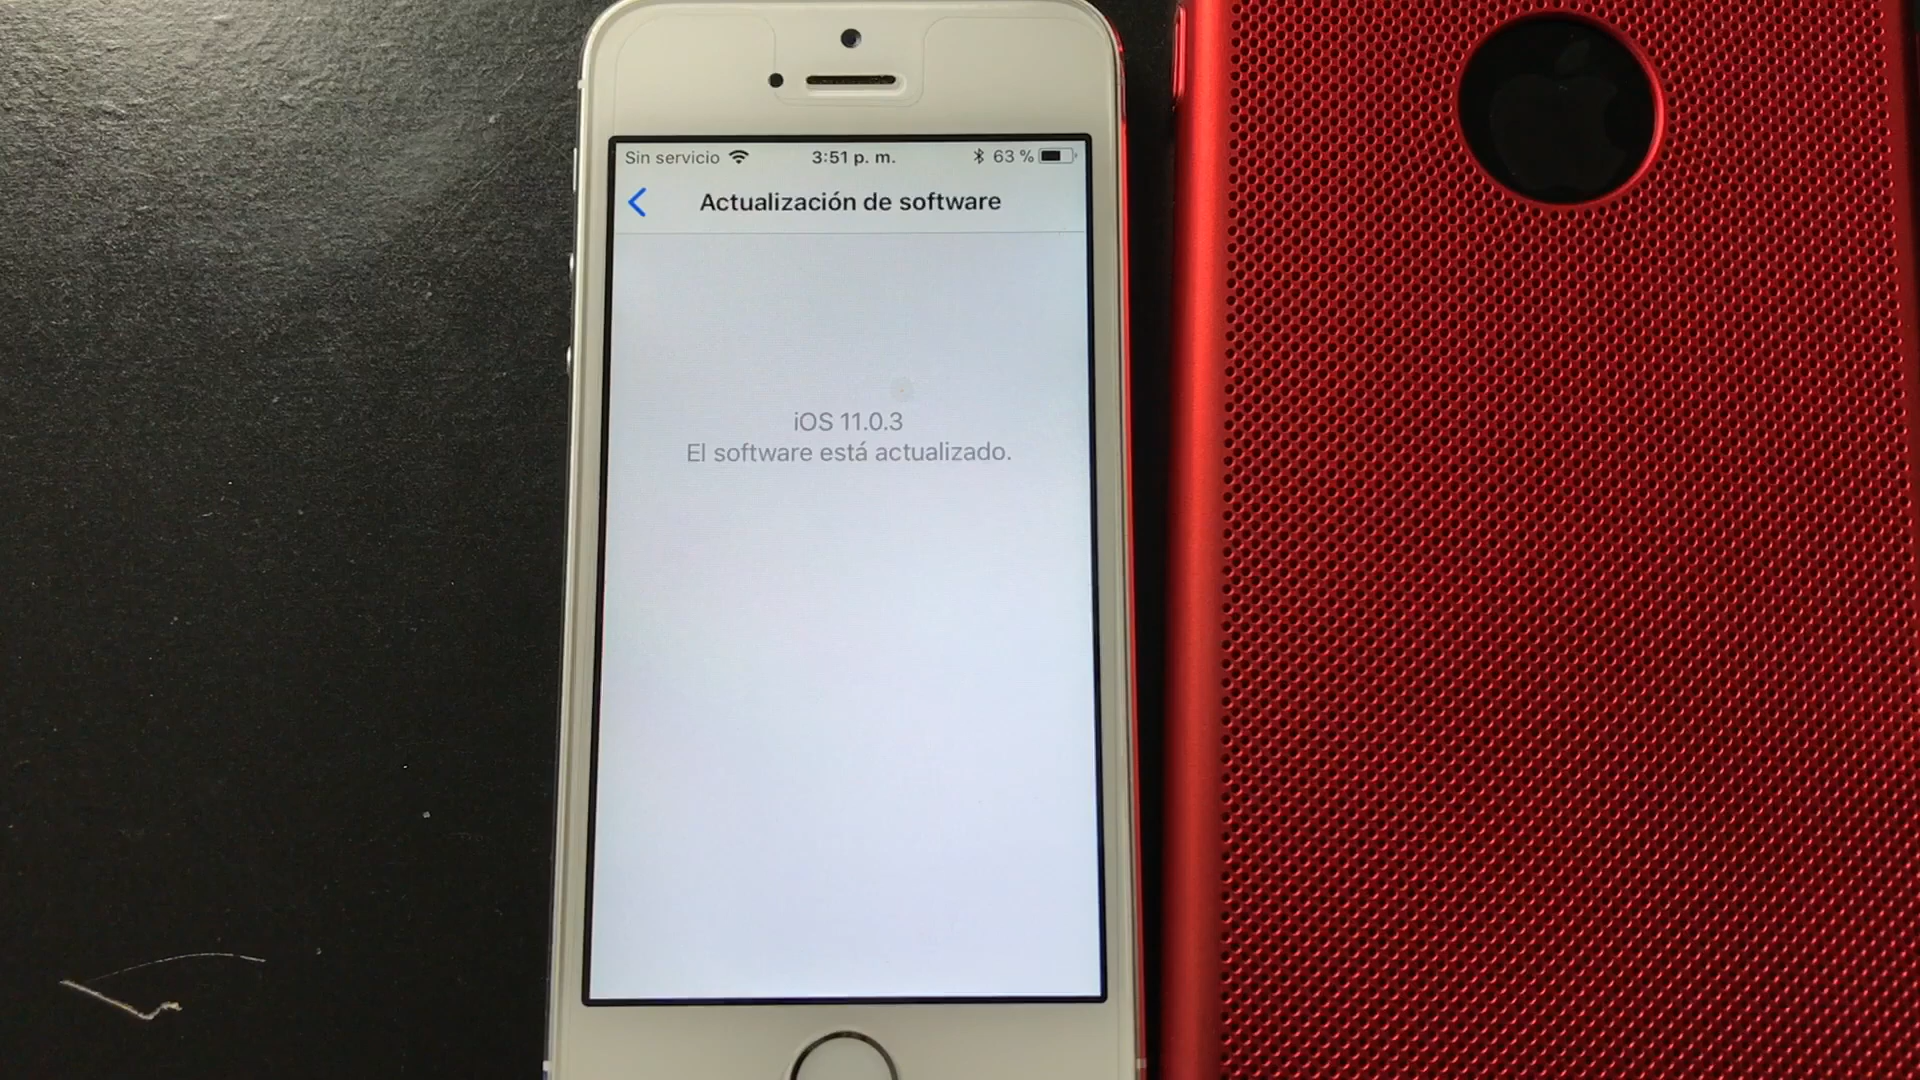 Sin servicio 3:51 p. m. 63 %
Actualización de software
iOS 11.0.3
El software está actualizado.